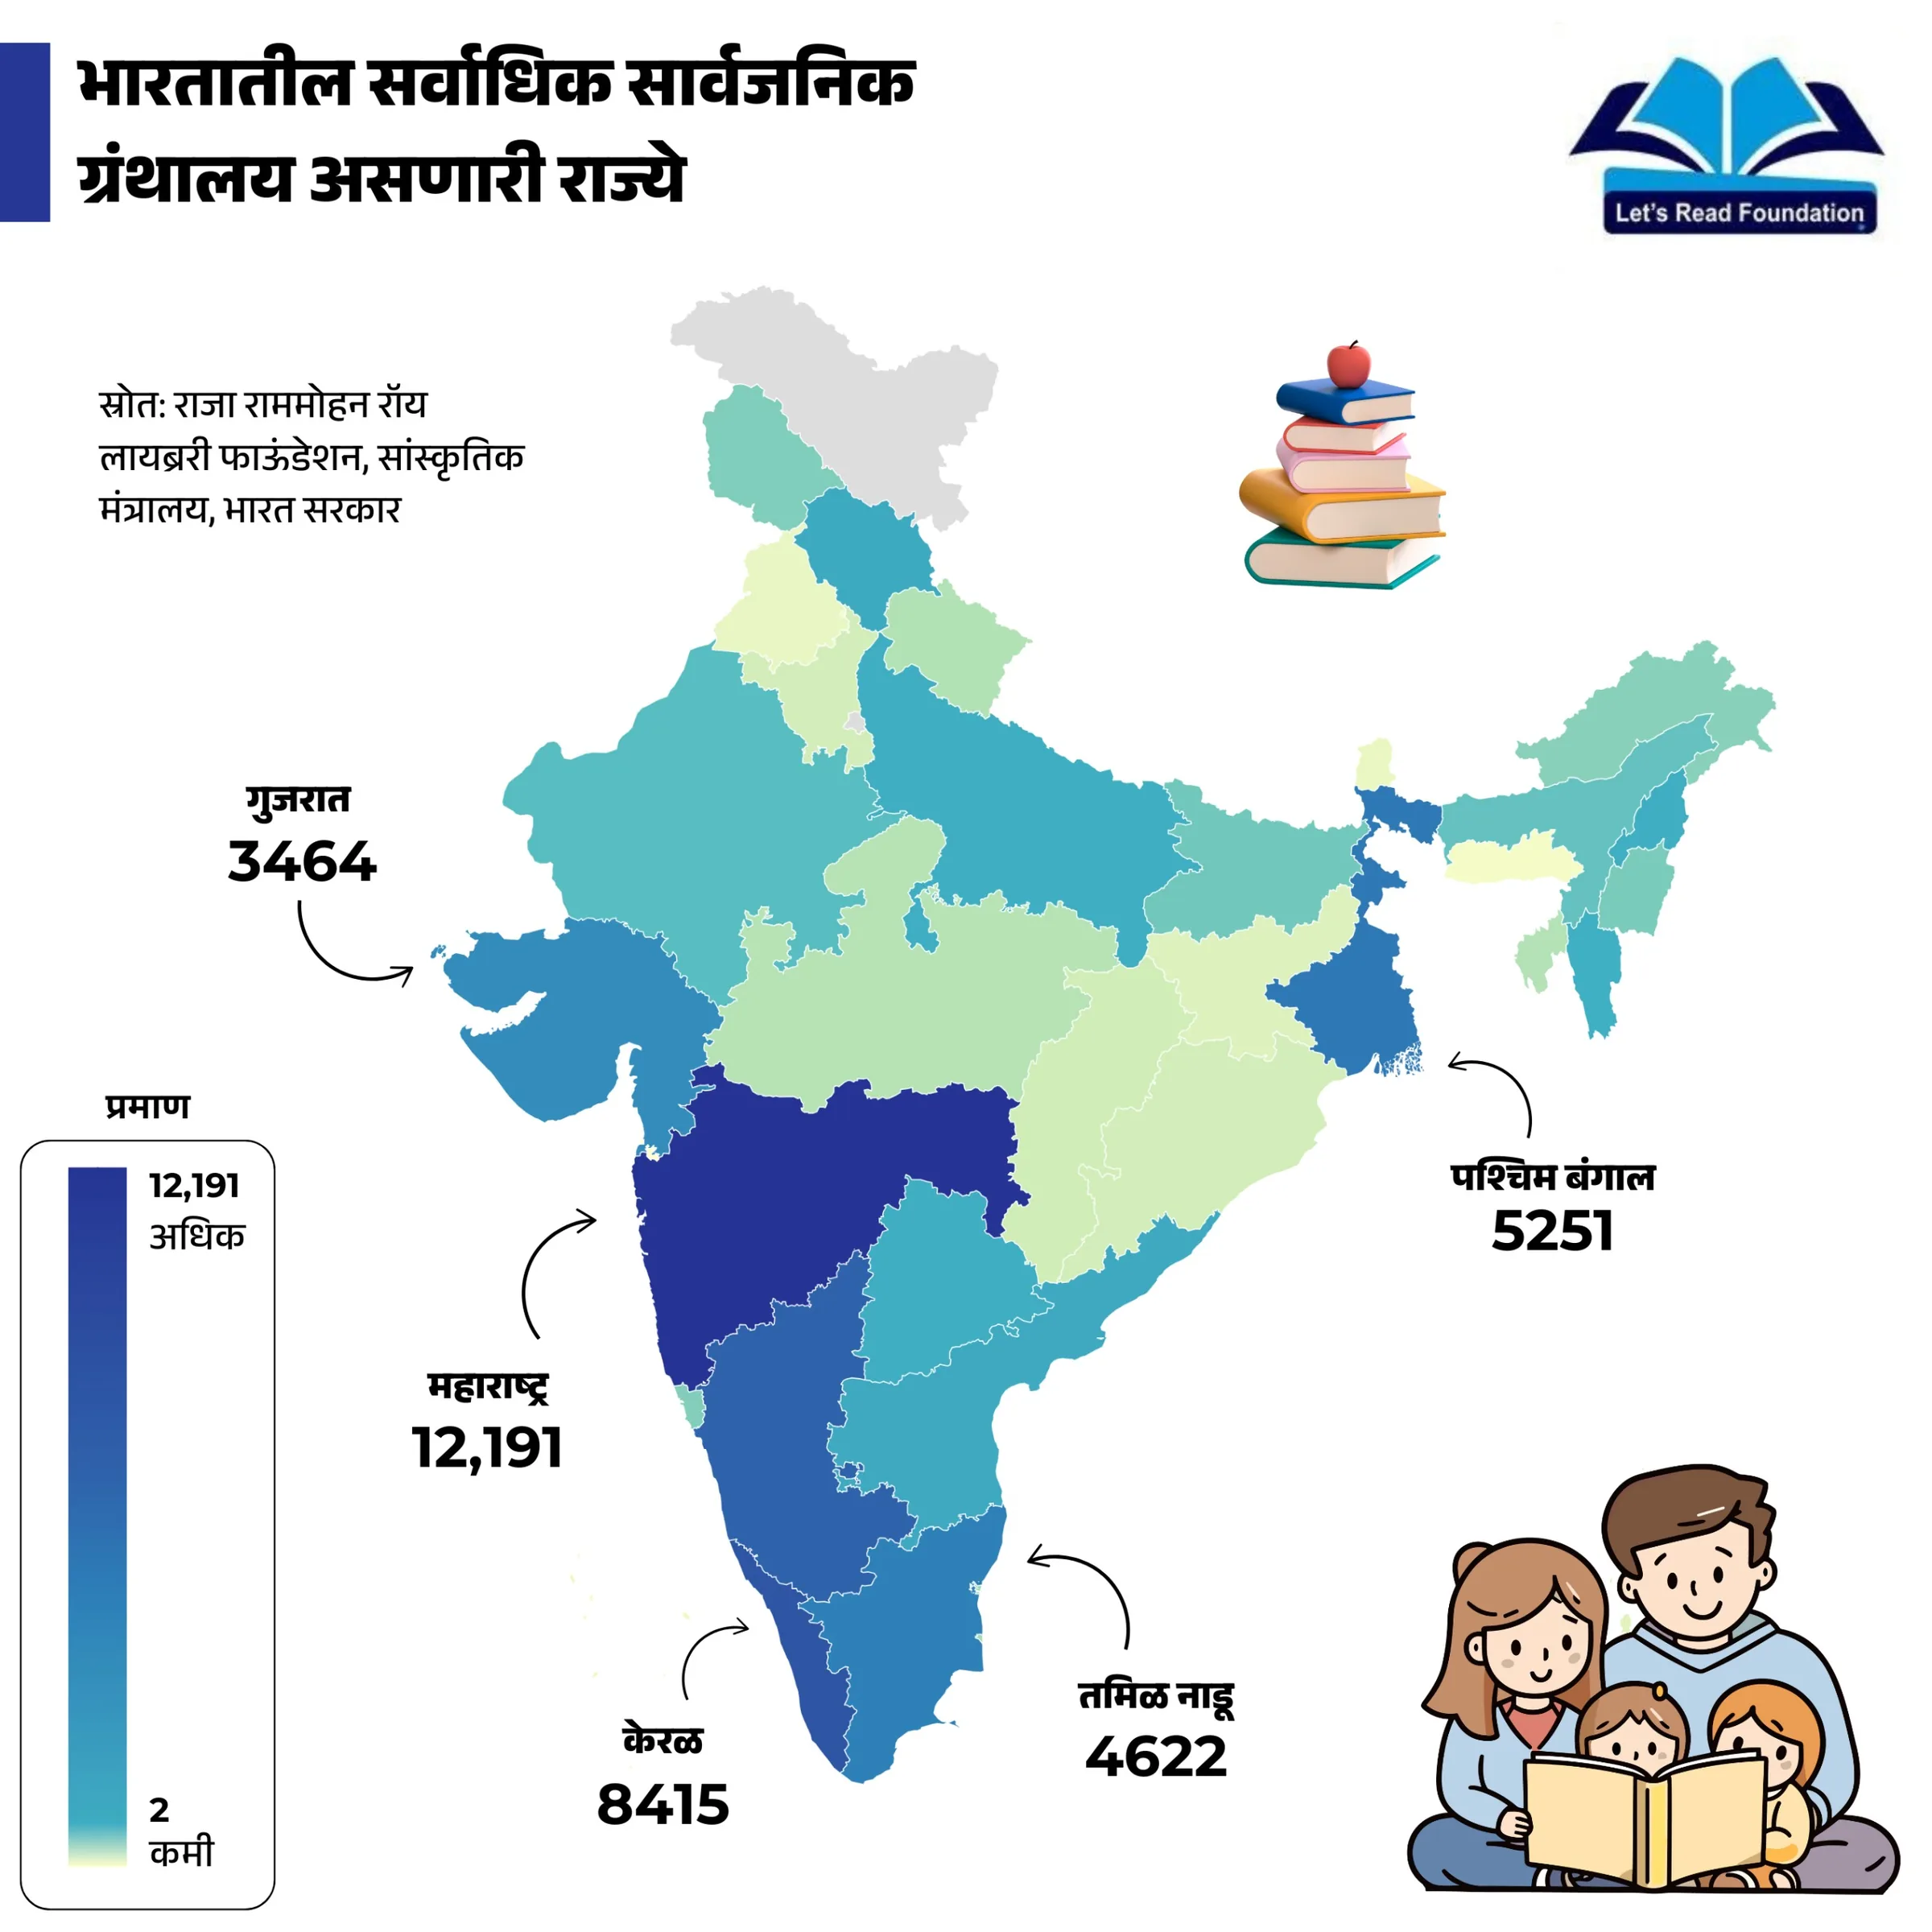 भारतातील सर्वाधिक सार्वजनिक
ग्रंथालय असणारी राज्ये
Let's Read Foundation
स्रोत: राजा राममोहन रॉय
लायब्ररी फाऊंडेशन, सांस्कृतिक
मंत्रालय, भारत सरकार
गुजरात
3464
प्रमाण
12,191
अधिक
2
कमी
पश्चिम बंगाल
5251
महाराष्ट्र
12,191
तमिळ नाडू
4622
केरळ
8415